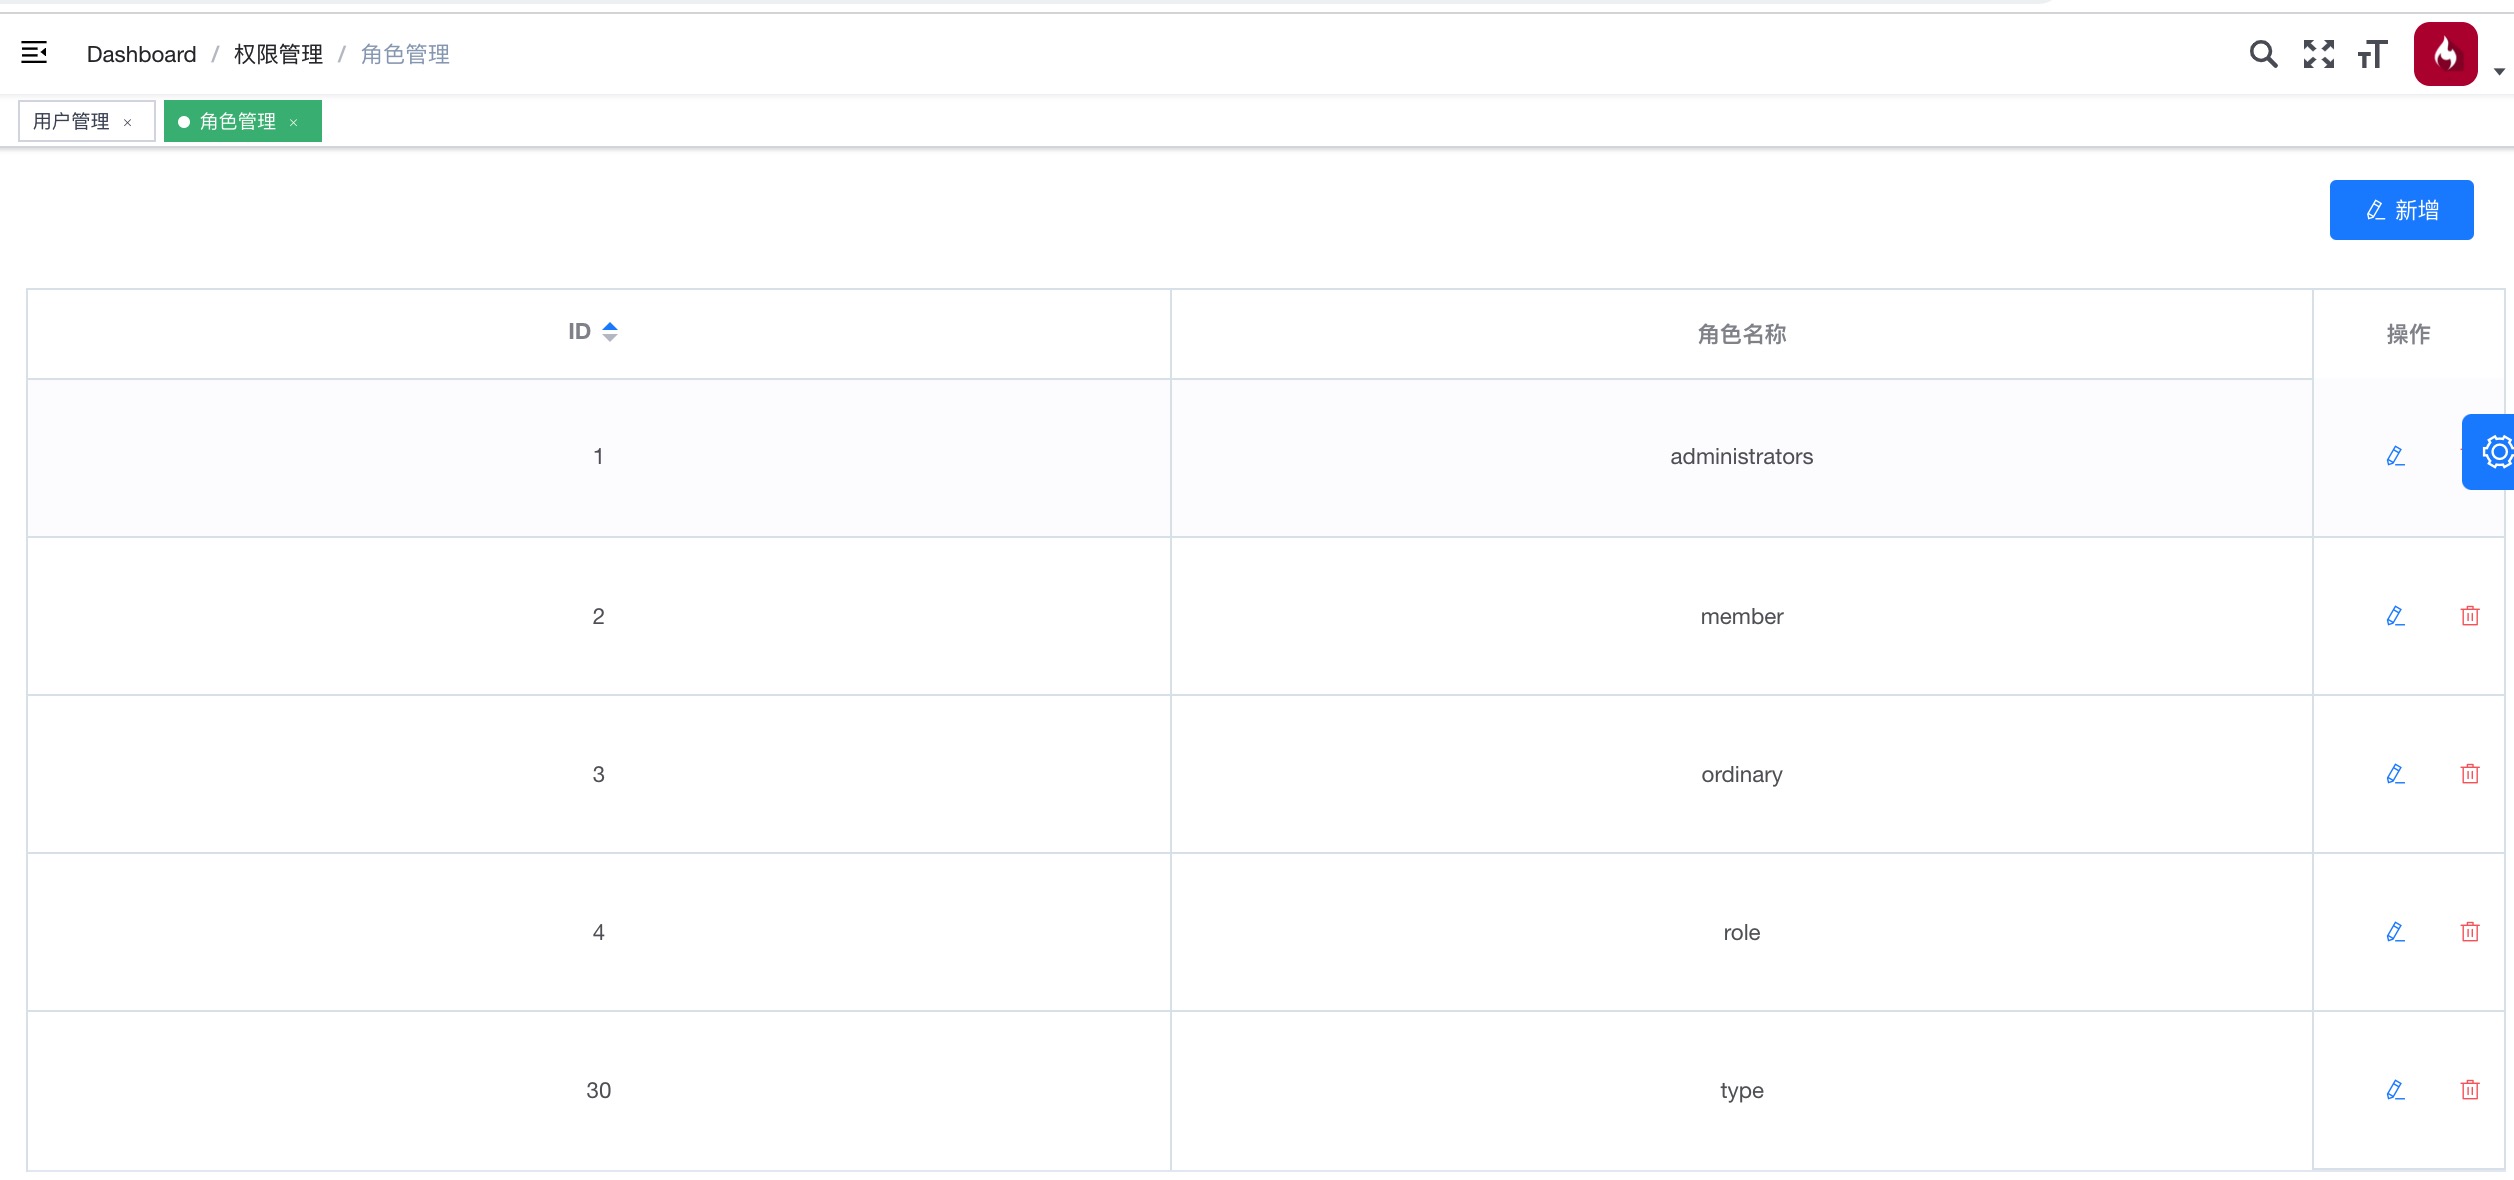 Dashboard / 权限管理 / 角色管理
用户管理 × 角色管理 ×
新增
ID 角色名称 操作
1 administrators
2 member
3 ordinary
4 role
30 type